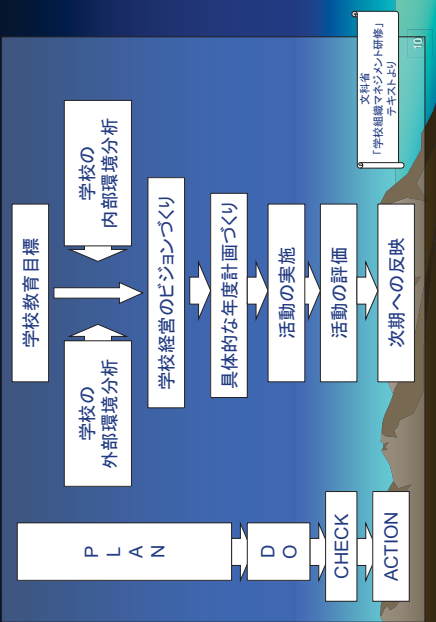 学校教育目標
学校の
外部環境分析
学校の
内部環境分析
学校経営のビジョンづくり
具体的な年度計画づくり
活動の実施
活動の評価
次期への反映
P
L
A
N
D
O
CHECK
ACTION
文科省
「学校組織マネジメント研修」
テキストより
10